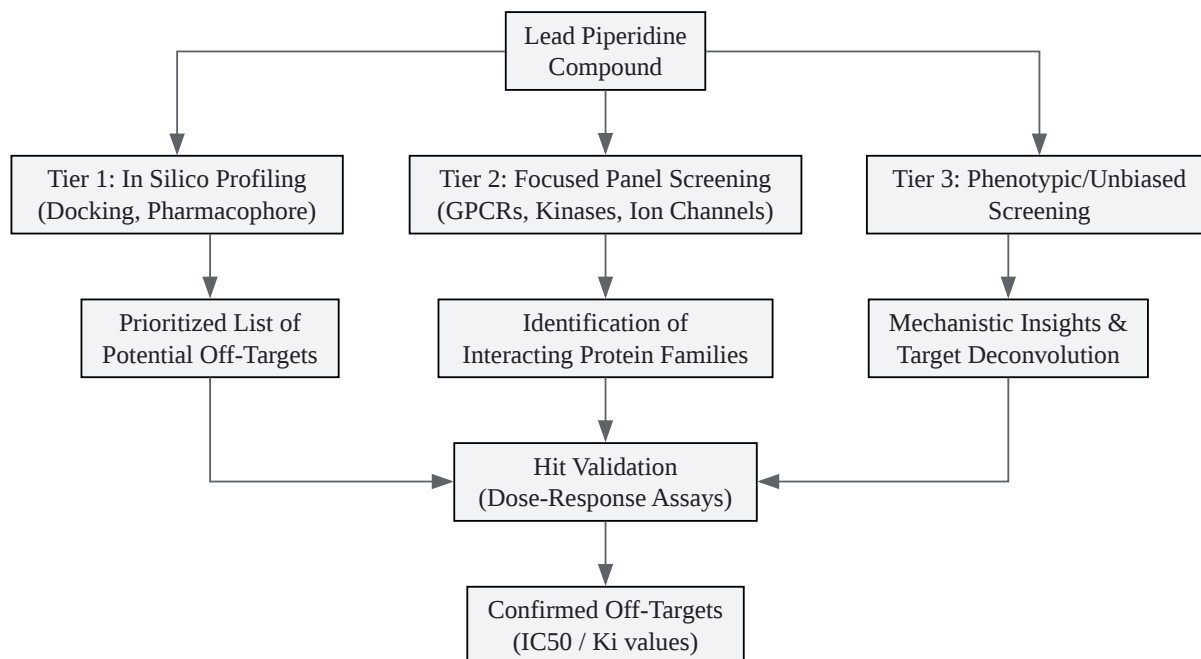 Lead Piperidine
Compound
Tier 1: In Silico Profiling
(Docking, Pharmacophore)
Tier 2: Focused Panel Screening
(GPCRs, Kinases, Ion Channels)
Tier 3: Phenotypic/Unbiased
Screening
Prioritized List of
Potential Off-Targets
Identification of
Interacting Protein Families
Mechanistic Insights &
Target Deconvolution
Hit Validation
(Dose-Response Assays)
Confirmed Off-Targets
(IC50 / Ki values)